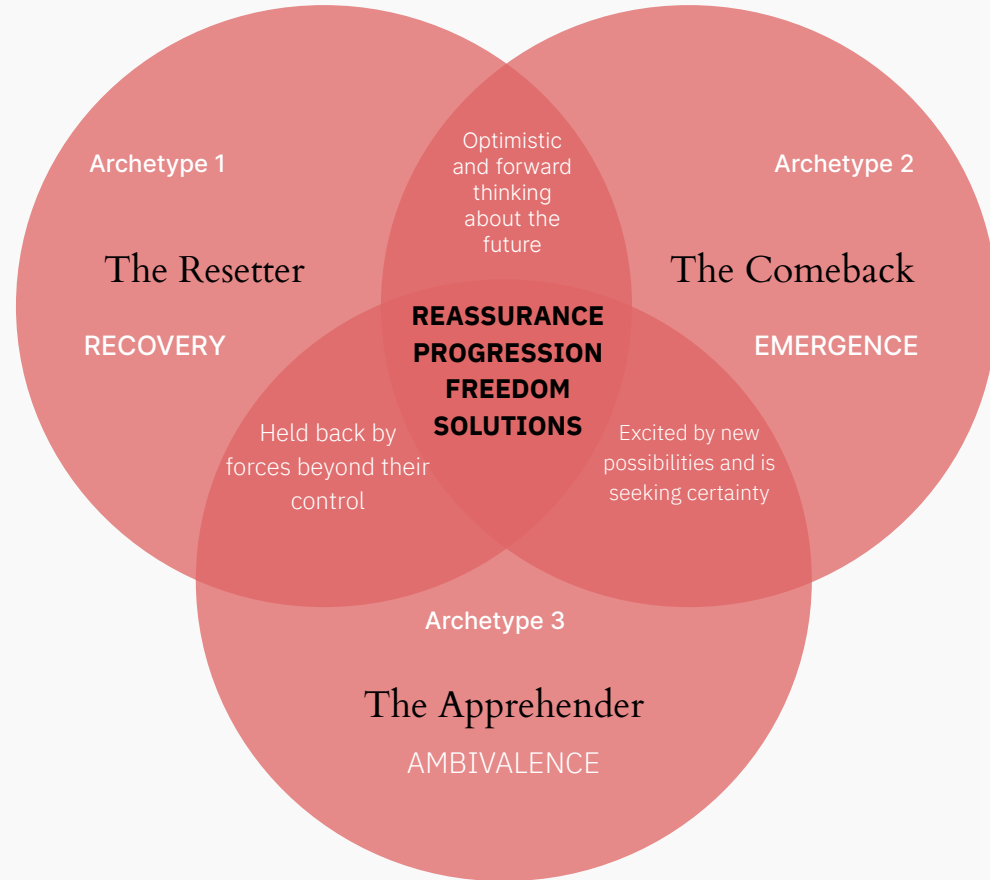 Archetype 1
The Resetter
RECOVERY
Optimistic
and forward
thinking
about the
future
Archetype 2
The Comeback
EMERGENCE
REASSURANCE
PROGRESSION
FREEDOM
SOLUTIONS
Held back by
forces beyond their
control
Excited by new
possibilities and is
seeking certainty
Archetype 3
The Apprehender
AMBIVALENCE